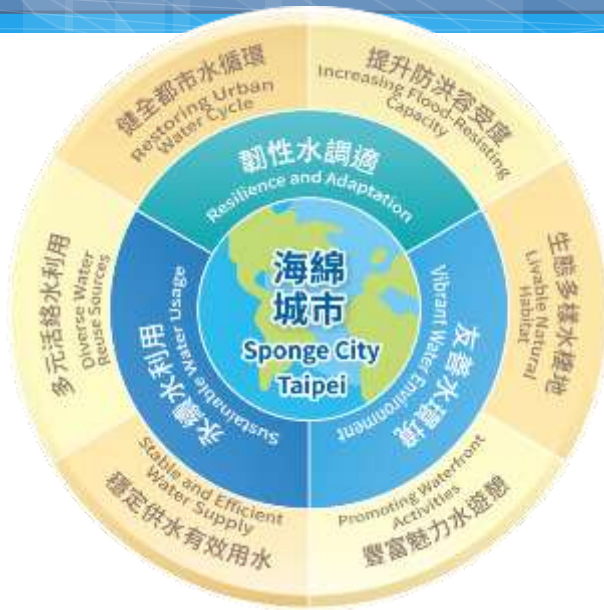 海綿
城市
Sponge City
Taipei
韌性水調適
Resilience and Adaptation
友善水環境
Vibrant Water Environment
永續水利用
Sustainable Water Usage
健全都市水循環
Restoring Urban
Water Cycle
提升防洪容受度
Increasing Flood-Resisting
Capacity
生態多樣水棲地
Livable Natural
Habitat
Promoting Waterfront
Activities
豐富魅力水遊憩
Stable and Efficient
Water Supply
穩定供水有效用水
多元活絡水利用
Diverse Water
Reuse Sources